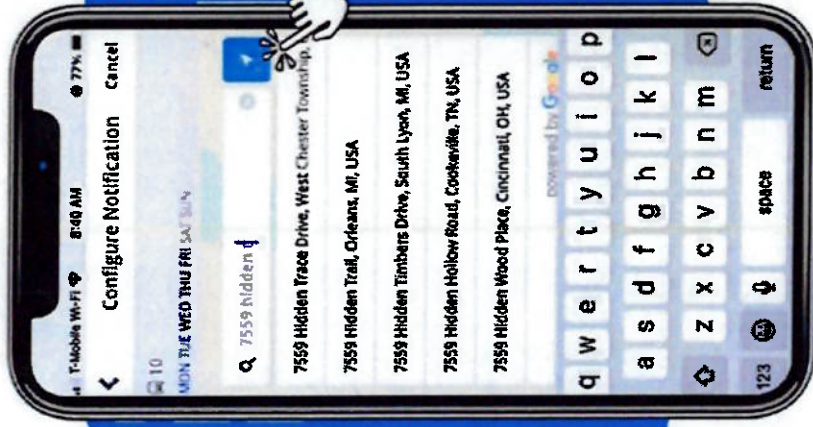 T-Mobile Wi-Fi 8:40 AM 77%
Configure Notification Cancel
10
MON TUE WED THU FRI SAT SUN
7559 hidden t
7559 Hidden Trace Drive, West Chester Township,
7559 Hidden Trail, Orleans, MI, USA
7559 Hidden Timbers Drive, South Lyon, MI, USA
7559 Hidden Hollow Road, Cookeville, TN, USA
7559 Hidden Wood Place, Cincinnati, OH, USA
powered by Google
q w e r t y u i o p
a s d f g h j k l
z x c v b n m
123 space return